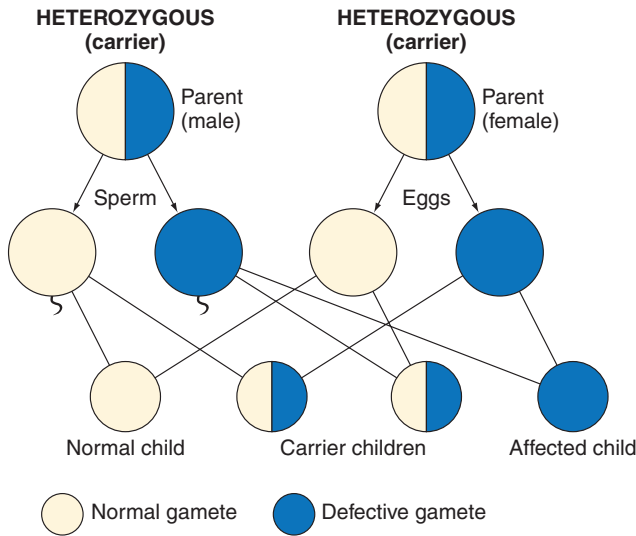 HETEROZYGOUS
(carrier)
HETEROZYGOUS
(carrier)
Parent
(male)
Parent
(female)
Sperm
Eggs
Normal child
Carrier children
Affected child
Normal gamete
Defective gamete